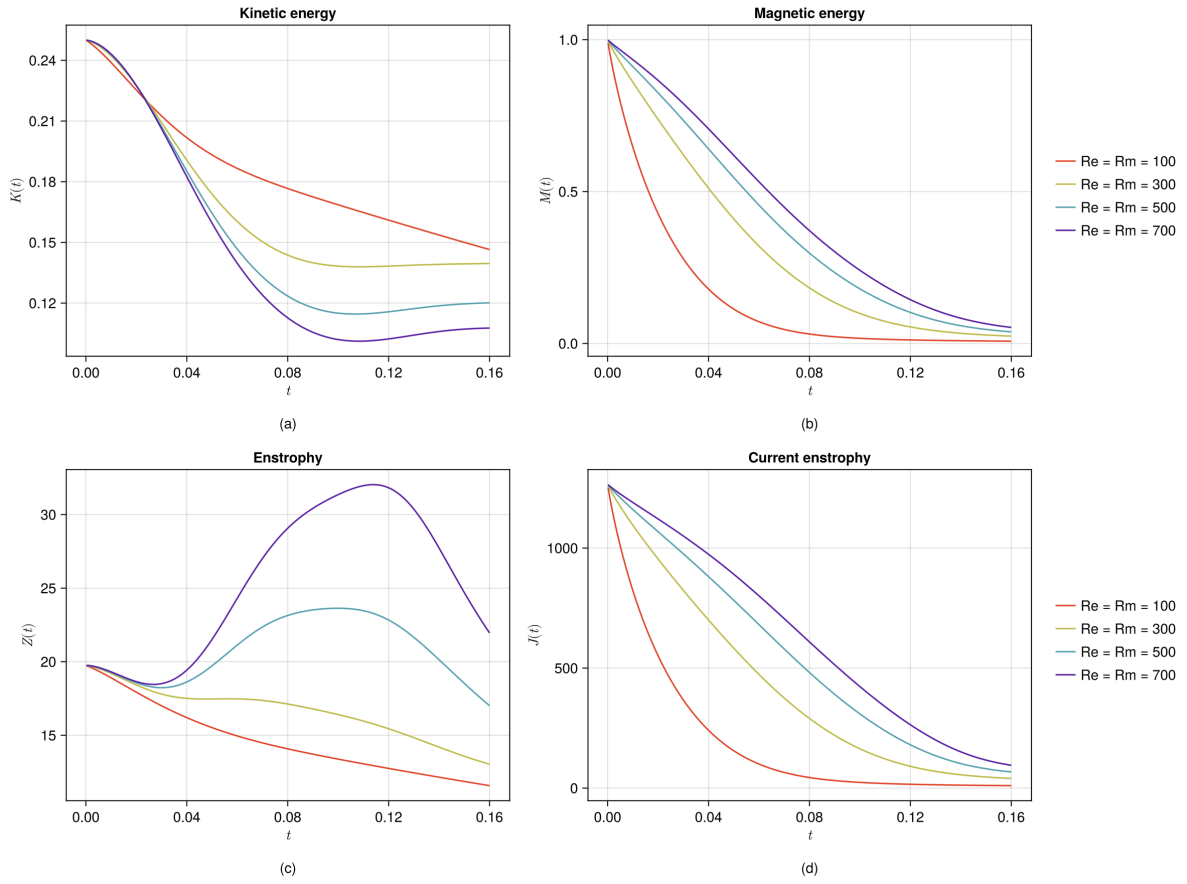 Kinetic energy
K(t)
0.24
0.21
0.18
0.15
0.12
0.00 0.04 0.08 0.12 0.16
t
(a)
Magnetic energy
M(t)
1.0
0.5
0.0
0.00 0.04 0.08 0.12 0.16
t
(b)
Re = Rm = 100
Re = Rm = 300
Re = Rm = 500
Re = Rm = 700
Enstrophy
Z(t)
30
25
20
15
0.00 0.04 0.08 0.12 0.16
t
(c)
Current enstrophy
J(t)
1000
500
0
0.00 0.04 0.08 0.12 0.16
t
(d)
Re = Rm = 100
Re = Rm = 300
Re = Rm = 500
Re = Rm = 700